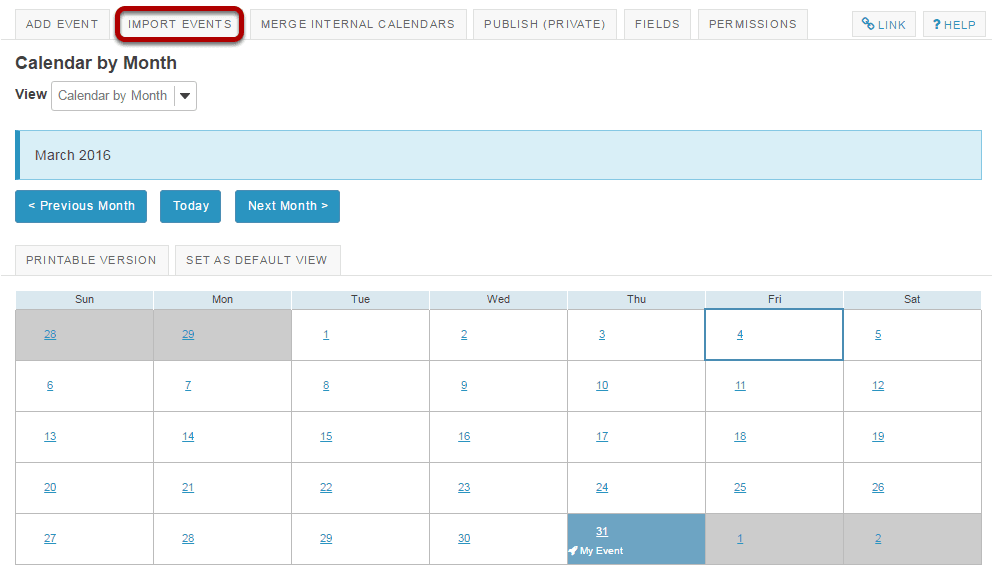 ADD EVENT IMPORT EVENTS MERGE INTERNAL CALENDARS PUBLISH (PRIVATE) FIELDS PERMISSIONS LINK ? HELP
Calendar by Month
View Calendar by Month
March 2016
< Previous Month Today Next Month >
PRINTABLE VERSION SET AS DEFAULT VIEW
Sun Mon Tue Wed Thu Fri Sat
28 29 1 2 3 4 5
6 7 8 9 10 11 12
13 14 15 16 17 18 19
20 21 22 23 24 25 26
27 28 29 30 31 1 2
My Event